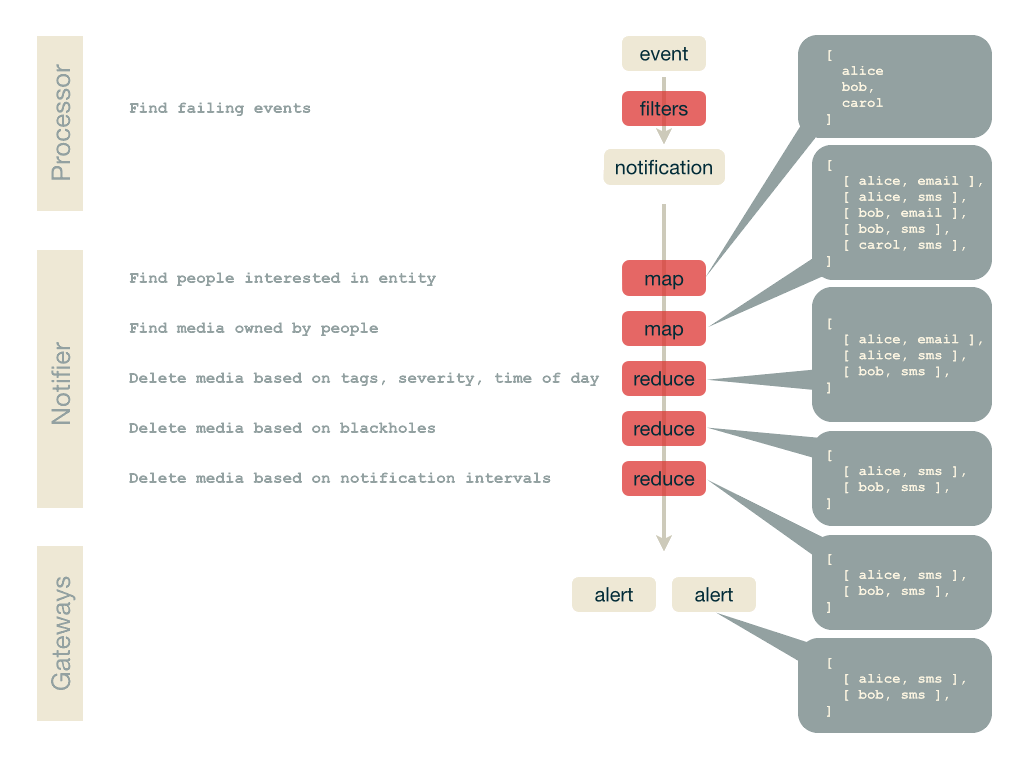 Processor
Find failing events
event
filters
notification
[
alice
bob,
carol
]
[
[ alice, email ],
[ alice, sms ],
[ bob, email ],
[ bob, sms ],
[ carol, sms ],
]
Notifier
Find people interested in entity
map
Find media owned by people
map
Delete media based on tags, severity, time of day
reduce
[
[ alice, email ],
[ alice, sms ],
[ bob, sms ],
]
Delete media based on blackholes
reduce
[
[ alice, sms ],
[ bob, sms ],
]
Delete media based on notification intervals
reduce
[
[ alice, sms ],
[ bob, sms ],
]
Gateways
alert
alert
[
[ alice, sms ],
[ bob, sms ],
]